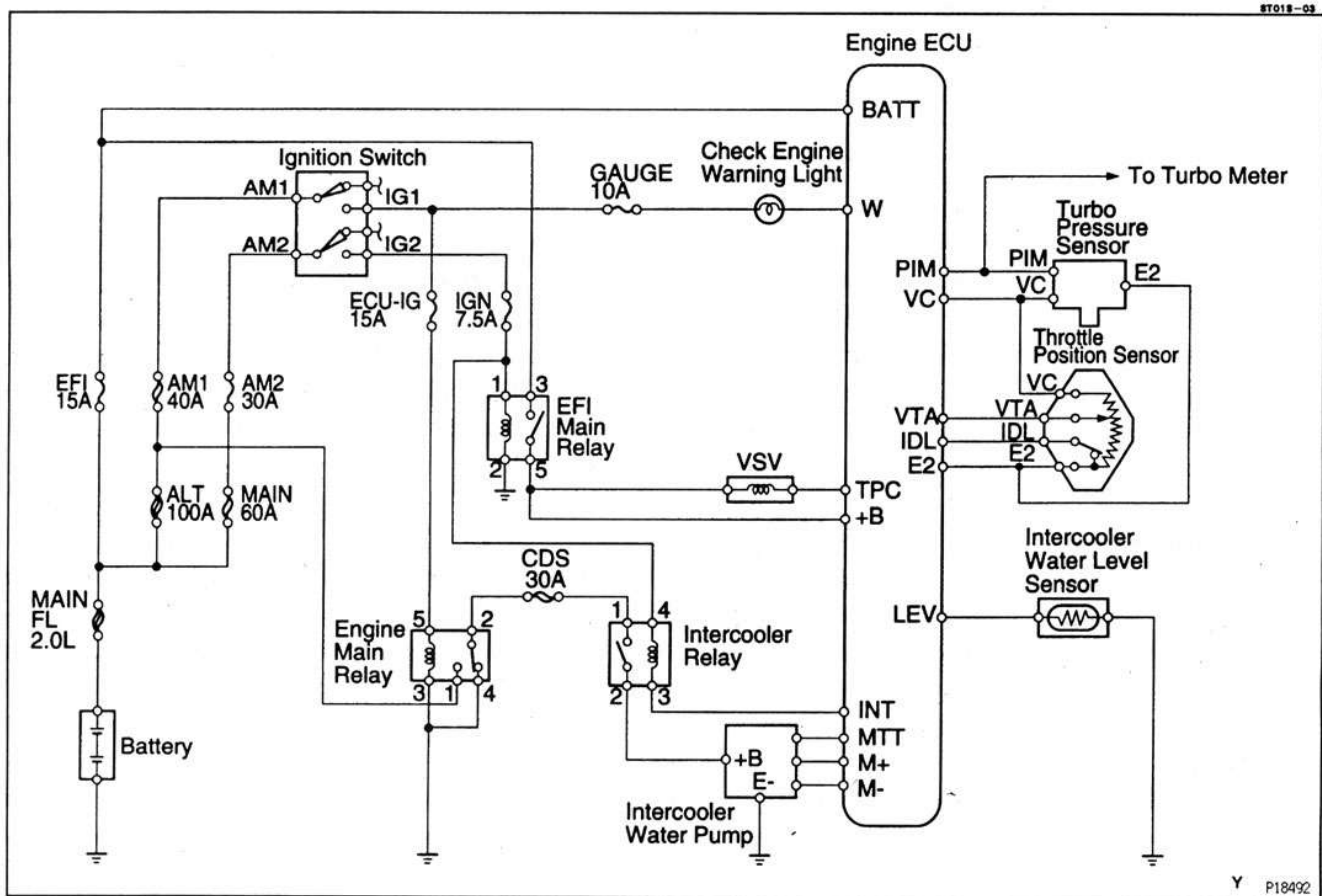 ST018-03
Engine ECU
BATT
Ignition Switch
AM1
IG1
AM2
IG2
GAUGE
10A
Check Engine
Warning Light
W
To Turbo Meter
Turbo
Pressure
Sensor
PIM
PIM
E2
VC
VC
ECU-IG
15A
IGN
7.5A
Throttle
Position Sensor
VC
EFI
15A
AM1
40A
AM2
30A
1
3
EFI
Main
Relay
2
5
VTA
VTA
IDL
IDL
E2
E2
ALT
100A
MAIN
60A
VSV
TPC
+B
CDS
30A
Intercooler
Water Level
Sensor
MAIN
FL
2.0L
LEV
Engine
Main
Relay
5
2
3
1
4
1
4
Intercooler
Relay
2
3
Battery
INT
MTT
M+
M-
+B
E-
Intercooler
Water Pump
Y
P18492